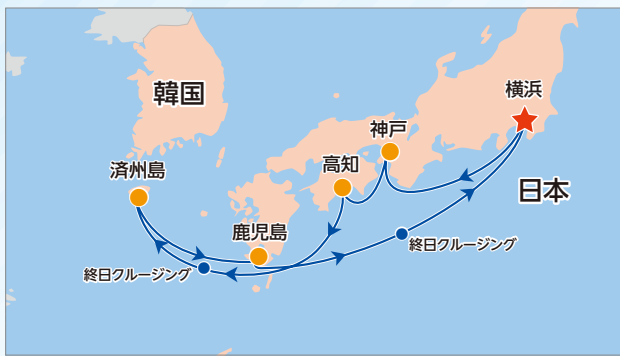 韓国
横浜
神戸
高知
済州島
日本
鹿児島
終日クルージング
終日クルージング